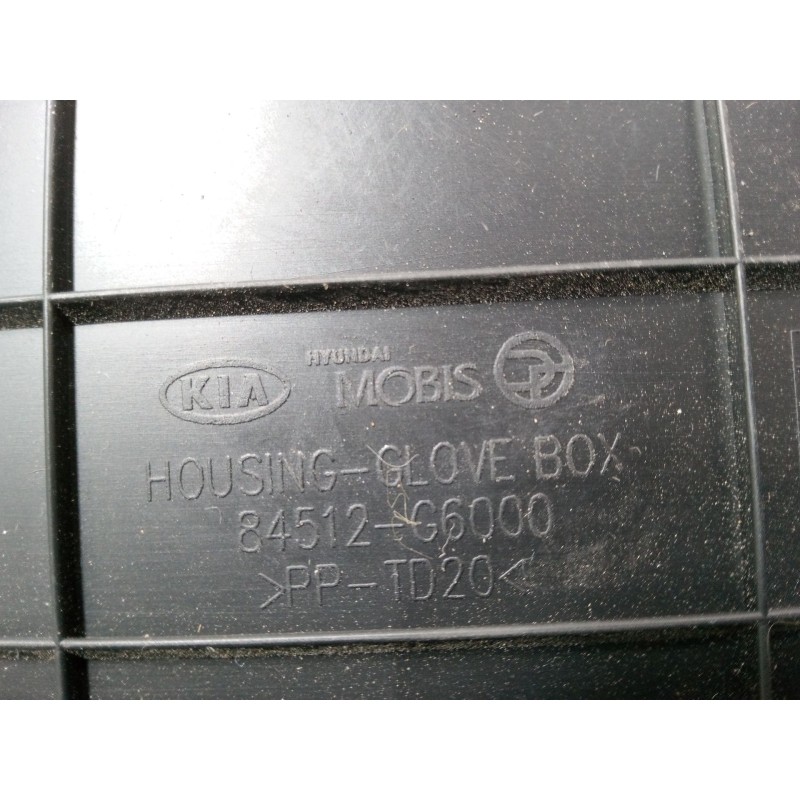 KIA HYUNDAI MOBIS
HOUSING-GLOVE BOX
84512-G6000
>PP-TD20<